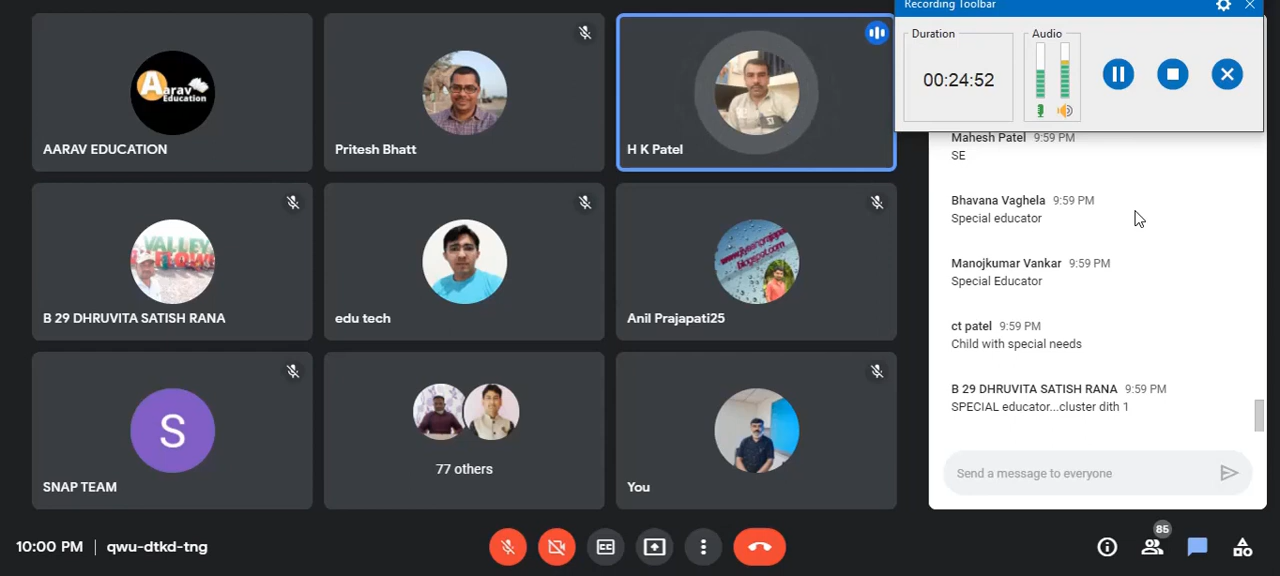 Recording Toolbar
Duration
00:24:52
Audio
Aarav
Education
AARAV EDUCATION
Pritesh Bhatt
H K Patel
VALLEY
B 29 DHRUVITA SATISH RANA
edu tech
Anil Prajapati25
S
SNAP TEAM
77 others
You
Mahesh Patel 9:59 PM
SE
Bhavana Vaghela 9:59 PM
Special educator
Manojkumar Vankar 9:59 PM
Special Educator
ct patel 9:59 PM
Child with special needs
B 29 DHRUVITA SATISH RANA 9:59 PM
SPECIAL educator...cluster dith 1
Send a message to everyone
10:00 PM | qwu-dtkd-tng
CC
85